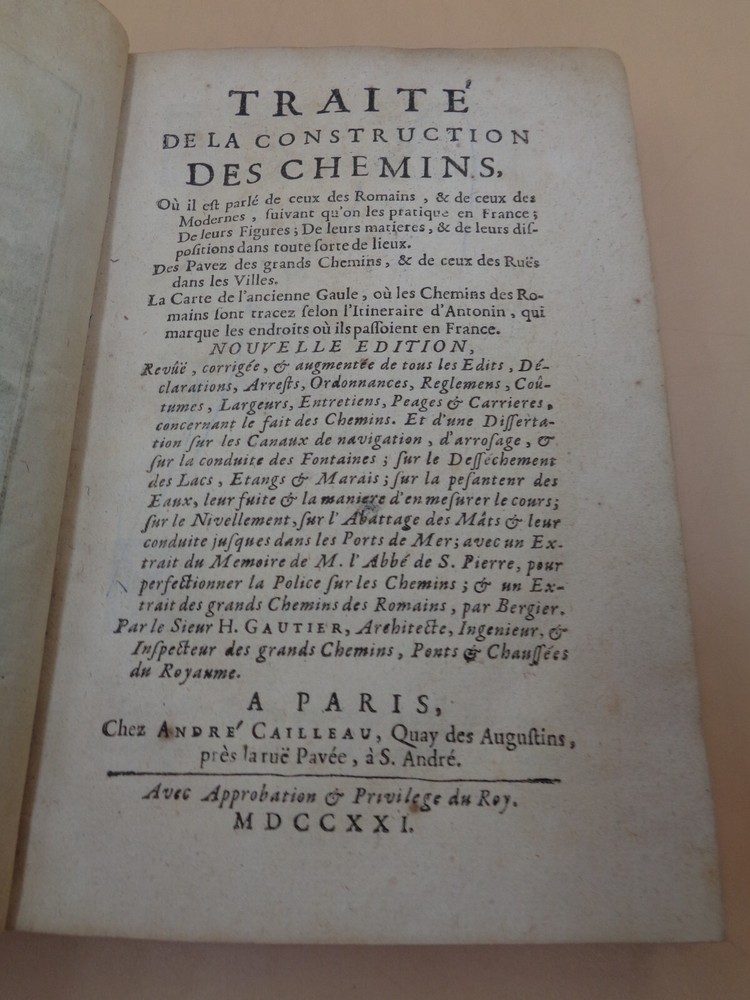 TRAITÉ
DE LA CONSTRUCTION
DES CHEMINS,
Où il eſt parlé de ceux des Romains, & de ceux des
Modernes, ſuivant qu'on les pratique en France;
De leurs Figures; De leurs matieres, & de leurs diſ-
poſitions dans toute ſorte de lieux.
Des Pavez des grands Chemins, & de ceux des Ruës
dans les Villes.
La Carte de l'ancienne Gaule, où les Chemins des Ro-
mains ſont tracez ſelon l'Itineraire d'Antonin, qui
marque les endroits où ils paſſoient en France.
NOUVELLE EDITION,
Revûë, corrigée, & augmentée de tous les Edits, Dé-
clarations, Arreſts, Ordonnances, Reglemens, Coû-
tumes, Largeurs, Entretiens, Peages & Carrieres,
concernant le fait des Chemins. Et d'une Diſſerta-
tion ſur les Canaux de navigation, d'arroſage, &
ſur la conduite des Fontaines; ſur le Deſſéchement
des Lacs, Etangs & Marais; ſur la peſanteur des
Eaux, leur fuite & la maniere d'en meſurer le cours;
ſur le Nivellement, ſur l'Abattage des Mâts & leur
conduite juſques dans les Ports de Mer; avec un Ex-
trait du Memoire de M. l'Abbé de S. Pierre, pour
perfectionner la Police ſur les Chemins; & un Ex-
trait des grands Chemins des Romains, par Bergier.
Par le Sieur H. GAUTIER, Architecte, Ingenieur, &
Inſpecteur des grands Chemins, Ponts & Chauſſées
du Royaume.
A PARIS,
Chez ANDRÉ CAILLEAU, Quay des Auguſtins,
près la ruë Pavée, à S. André.
Avec Approbation & Privilege du Roy.
MDCCXXI.